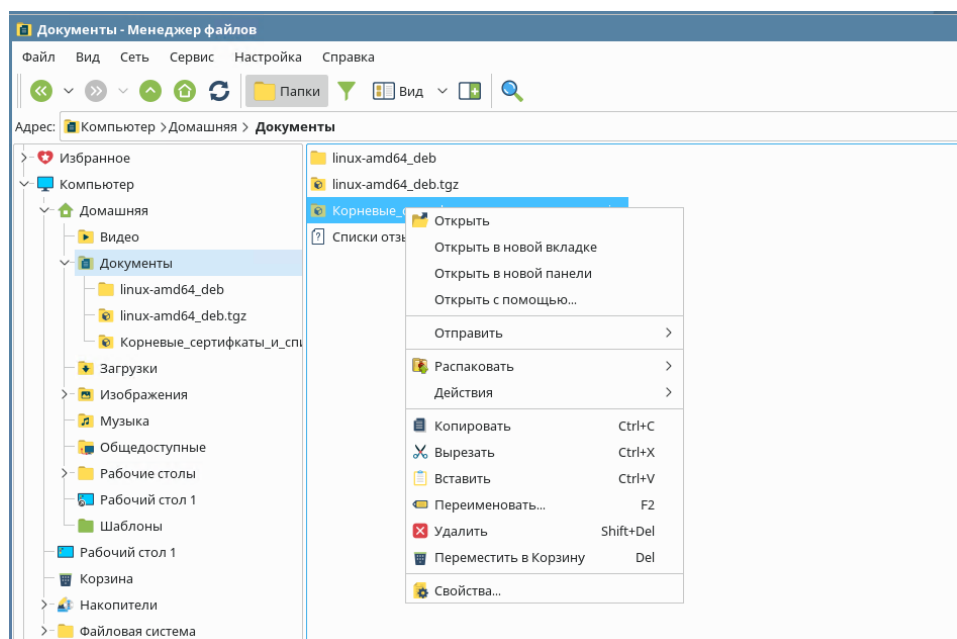 Документы - Менеджер файлов
Файл Вид Сеть Сервис Настройка Справка
Папки Вид
Адрес: Компьютер > Домашняя > Документы
Избранное
Компьютер
Домашняя
Видео
Документы
linux-amd64_deb
linux-amd64_deb.tgz
Корневые_сертифкаты_и_спи
Загрузки
Изображения
Музыка
Общедоступные
Рабочие столы
Рабочий стол 1
Шаблоны
Рабочий стол 1
Корзина
Накопители
Файловая система
linux-amd64_deb
linux-amd64_deb.tgz
Корневые_
Списки отзы
Открыть
Открыть в новой вкладке
Открыть в новой панели
Открыть с помощью...
Отправить
Распаковать
Действия
Копировать Ctrl+C
Вырезать Ctrl+X
Вставить Ctrl+V
Переименовать... F2
Удалить Shift+Del
Переместить в Корзину Del
Свойства...